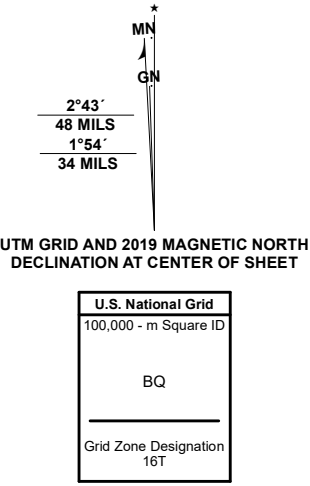 ★
MN
GN
2°43´
48 MILS
1°54´
34 MILS
UTM GRID AND 2019 MAGNETIC NORTH
DECLINATION AT CENTER OF SHEET
U.S. National Grid
100,000 - m Square ID
BQ
Grid Zone Designation
16T